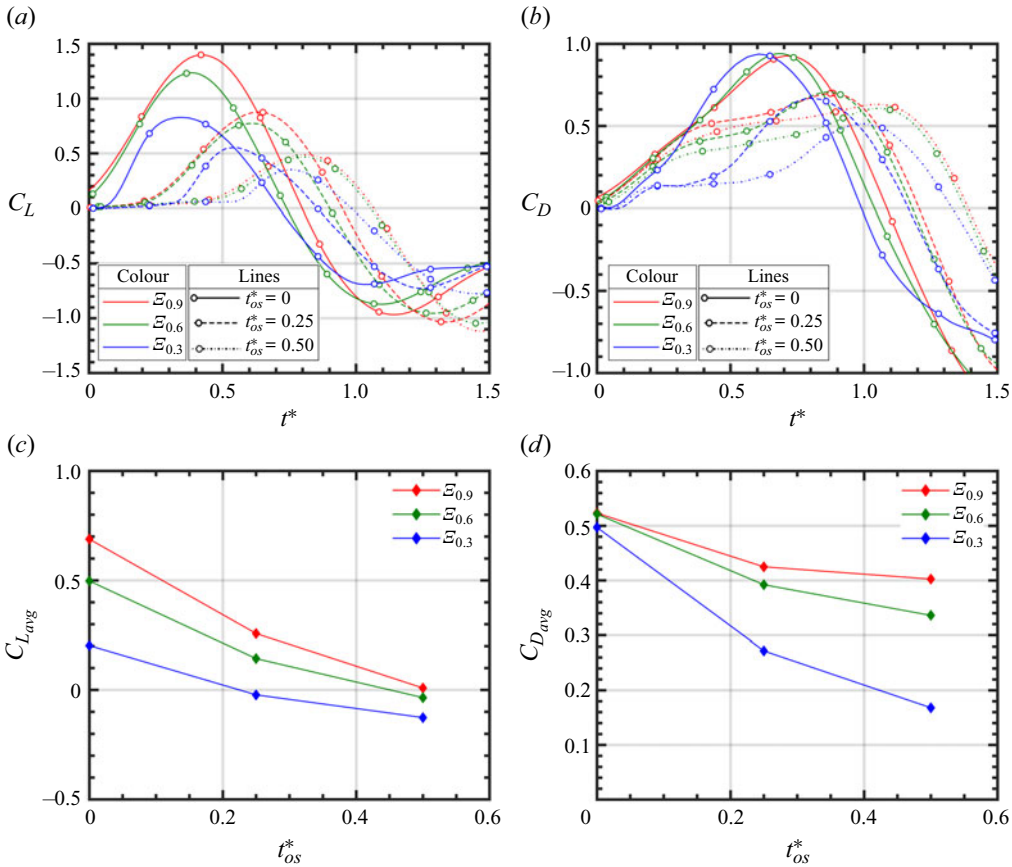 (a)
1.5
1.0
0.5
0
−0.5
−1.0
−1.5
C_L
Colour Lines
Ξ0.9 t*os = 0
Ξ0.6 t*os = 0.25
Ξ0.3 t*os = 0.50
0 0.5 1.0 1.5
t*
(b)
1.0
0.5
0
−0.5
−1.0
C_D
Colour Lines
Ξ0.9 t*os = 0
Ξ0.6 t*os = 0.25
Ξ0.3 t*os = 0.50
0 0.5 1.0 1.5
t*
(c)
1.0
0.5
0
−0.5
C_Lavg
Ξ0.9
Ξ0.6
Ξ0.3
0 0.2 0.4 0.6
t*os
(d)
0.6
0.5
0.4
0.3
0.2
0.1
C_Davg
Ξ0.9
Ξ0.6
Ξ0.3
0 0.2 0.4 0.6
t*os